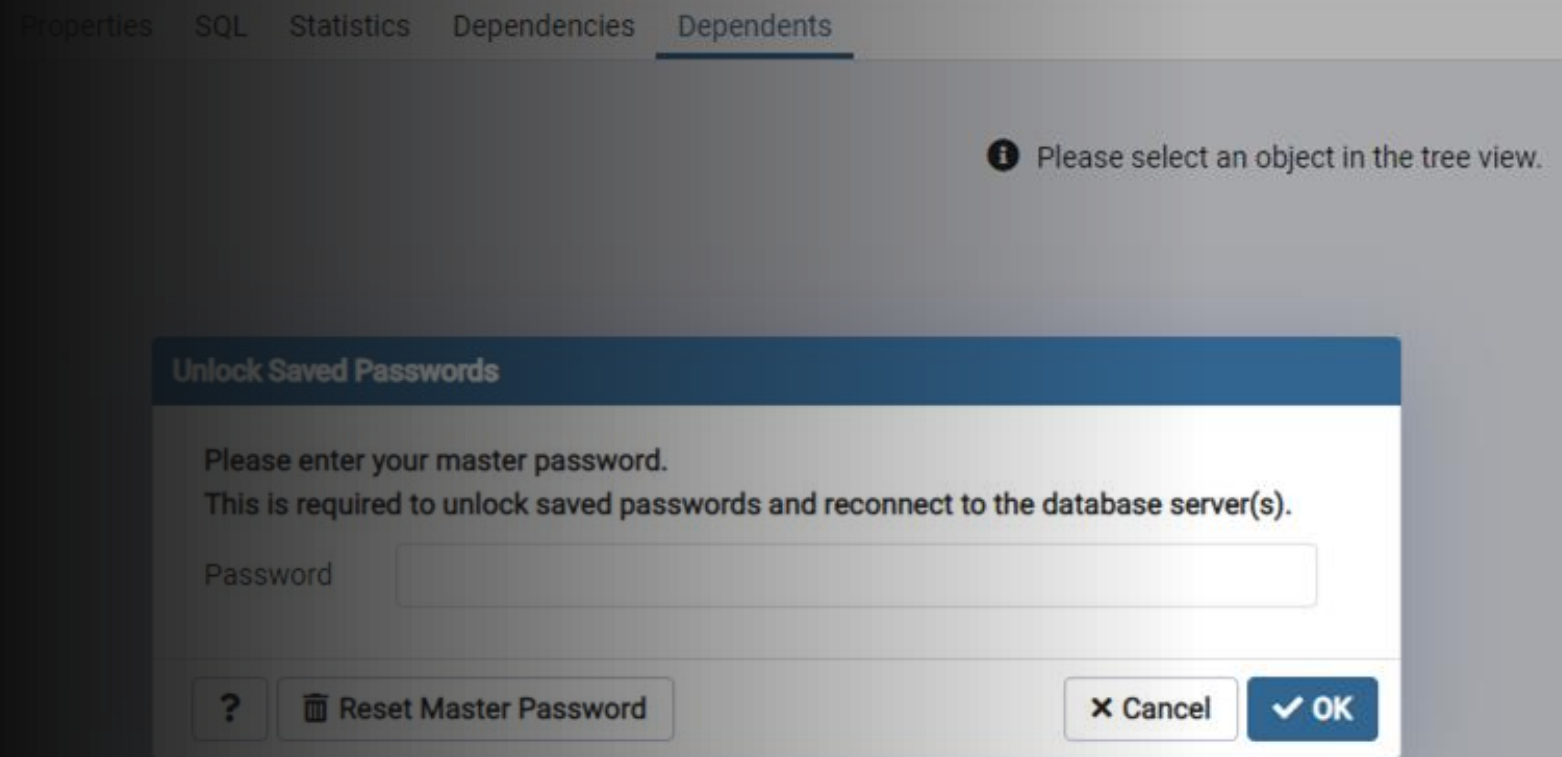 Properties SQL Statistics Dependencies Dependents
Please select an object in the tree view.
Unlock Saved Passwords
Please enter your master password.
This is required to unlock saved passwords and reconnect to the database server(s).
Password
? Reset Master Password Cancel OK